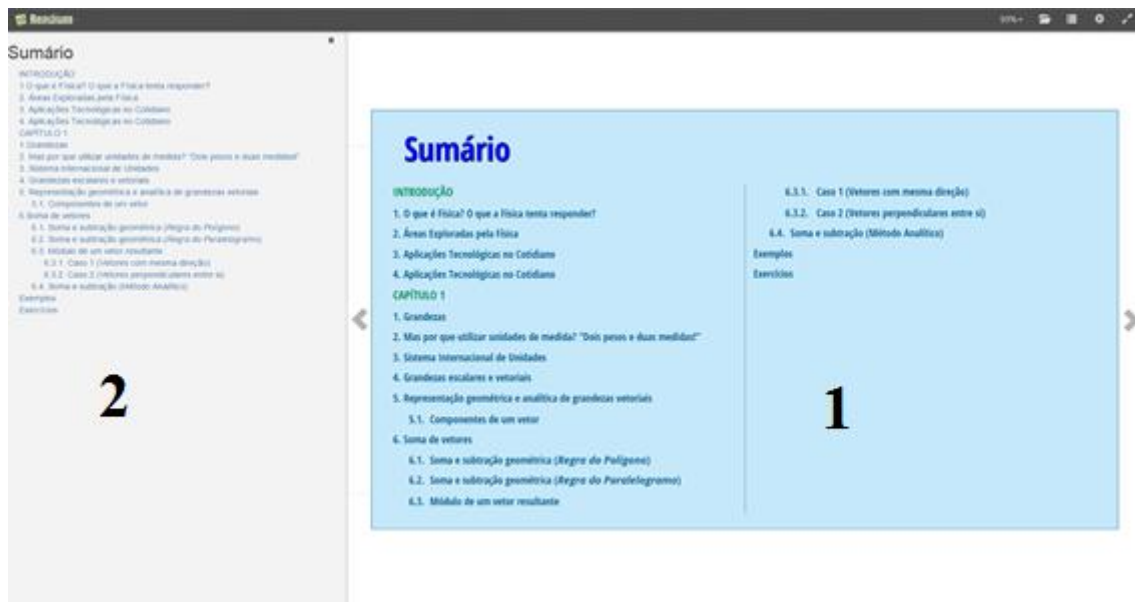 Readium
Sumário
INTRODUÇÃO
1 O que é Física? O que a Física tenta responder?
2. Áreas Exploradas pela Física
3. Aplicações Tecnológicas no Cotidiano
4. Aplicações Tecnológicas no Cotidiano
CAPÍTULO 1
1 Grandezas
2. Mas por que utilizar unidades de medida? "Dois pesos e duas medidas!"
3. Sistema Internacional de Unidades
4. Grandezas escalares e vetoriais
5. Representação geométrica e analítica de grandezas vetoriais
5.1. Componentes de um vetor
6 Soma de vetores
6.1. Soma e subtração geométrica (Regra do Polígono)
6.2. Soma e subtração geométrica (Regra do Paralelogramo)
6.3. Módulo de um vetor resultante
6.3.1. Caso 1 (Vetores com mesma direção)
6.3.2. Caso 2 (Vetores perpendiculares entre si)
6.4. Soma e subtração (Método Analítico)
Exemplos
Exercícios
2
Sumário
INTRODUÇÃO
1. O que é Física? O que a Física tenta responder?
2. Áreas Exploradas pela Física
3. Aplicações Tecnológicas no Cotidiano
4. Aplicações Tecnológicas no Cotidiano
CAPÍTULO 1
1. Grandezas
2. Mas por que utilizar unidades de medida? "Dois pesos e duas medidas!"
3. Sistema Internacional de Unidades
4. Grandezas escalares e vetoriais
5. Representação geométrica e analítica de grandezas vetoriais
5.1. Componentes de um vetor
6. Soma de vetores
6.1. Soma e subtração geométrica (Regra do Polígono)
6.2. Soma e subtração geométrica (Regra do Paralelogramo)
6.3. Módulo de um vetor resultante
6.3.1. Caso 1 (Vetores com mesma direção)
6.3.2. Caso 2 (Vetores perpendiculares entre si)
6.4. Soma e subtração (Método Analítico)
Exemplos
Exercícios
1